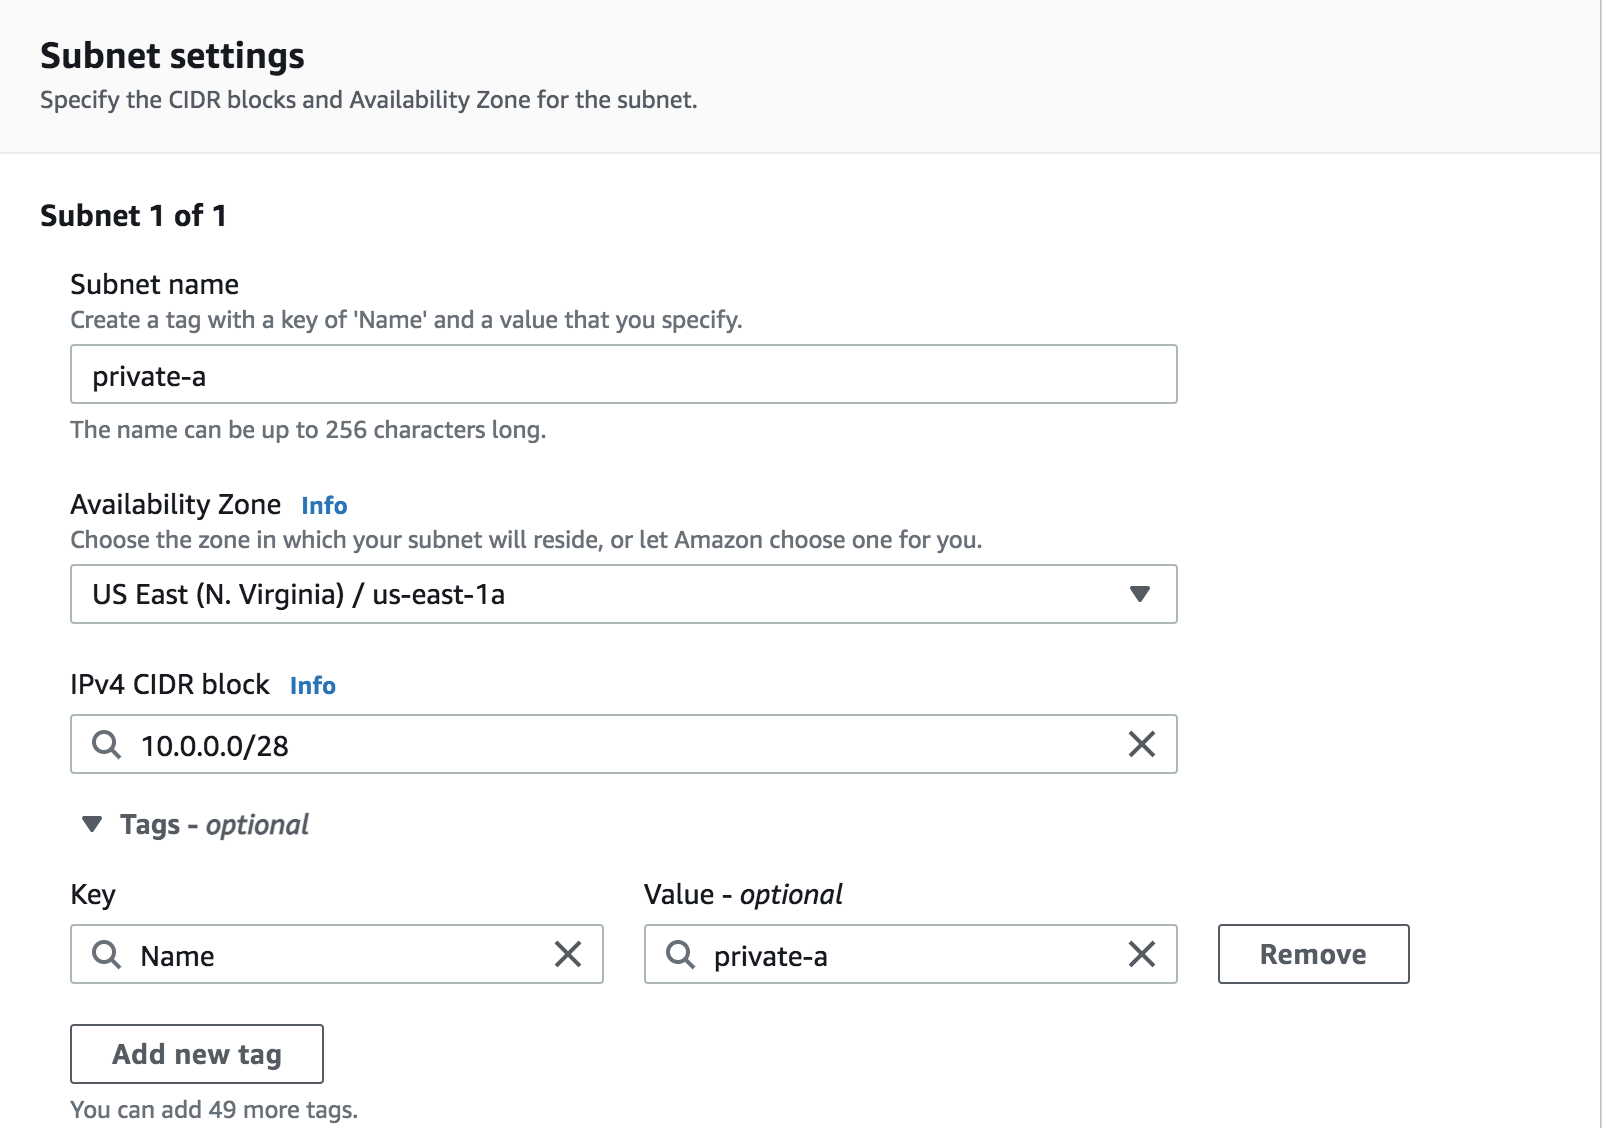 Subnet settings
Specify the CIDR blocks and Availability Zone for the subnet.
Subnet 1 of 1
Subnet name
Create a tag with a key of 'Name' and a value that you specify.
private-a
The name can be up to 256 characters long.
Availability Zone Info
Choose the zone in which your subnet will reside, or let Amazon choose one for you.
US East (N. Virginia) / us-east-1a
IPv4 CIDR block Info
10.0.0.0/28
Tags - optional
Key Value - optional
Name private-a Remove
Add new tag
You can add 49 more tags.